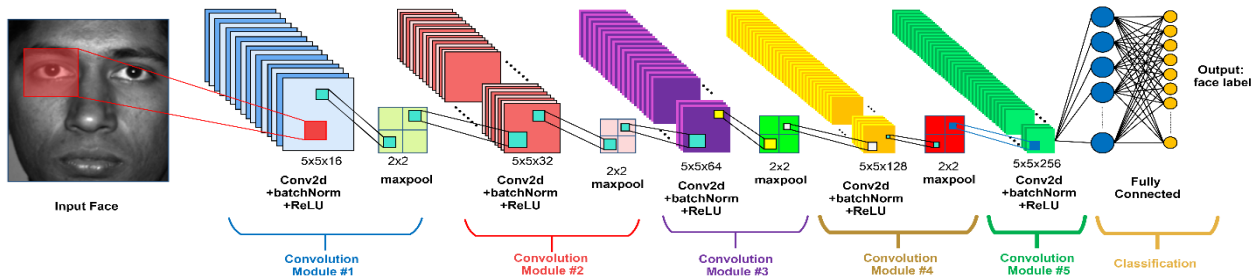 Input Face
5x5x16
Conv2d
+batchNorm
+ReLU
2x2
maxpool
Convolution
Module #1
5x5x32
Conv2d
+batchNorm
+ReLU
2x2
maxpool
Convolution
Module #2
5x5x64
Conv2d
+batchNorm
+ReLU
2x2
maxpool
Convolution
Module #3
5x5x128
Conv2d
+batchNorm
+ReLU
2x2
maxpool
Convolution
Module #4
5x5x256
Conv2d
+batchNorm
+ReLU
Convolution
Module #5
Fully
Connected
Classification
Output:
face label